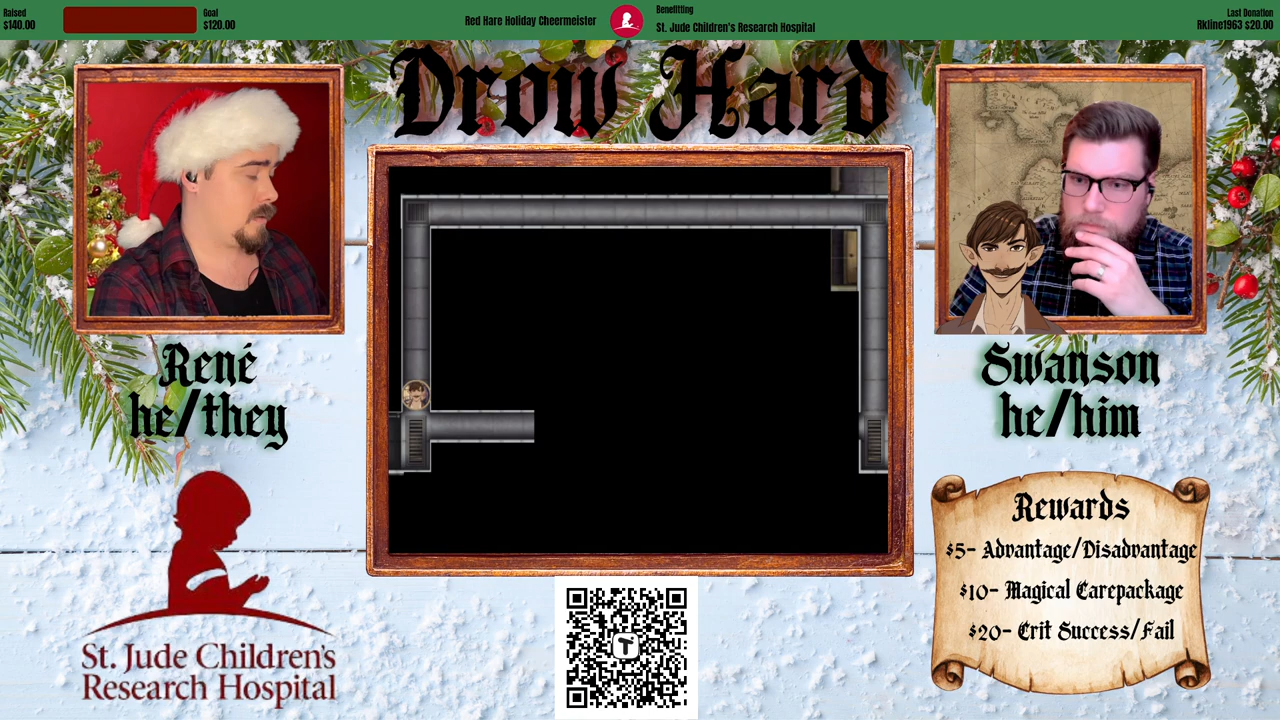 Raised
$140.00
Goal
$120.00
Red Hare Holiday Cheermeister
Benefitting
St. Jude Children's Research Hospital
Last Donation
Rkline1963 $20.00
Drow Hard
René
he/they
Swanson
he/him
St. Jude Children's
Research Hospital
Rewards
$5- Advantage/Disadvantage
$10- Magical Carepackage
$20- Crit Success/Fail